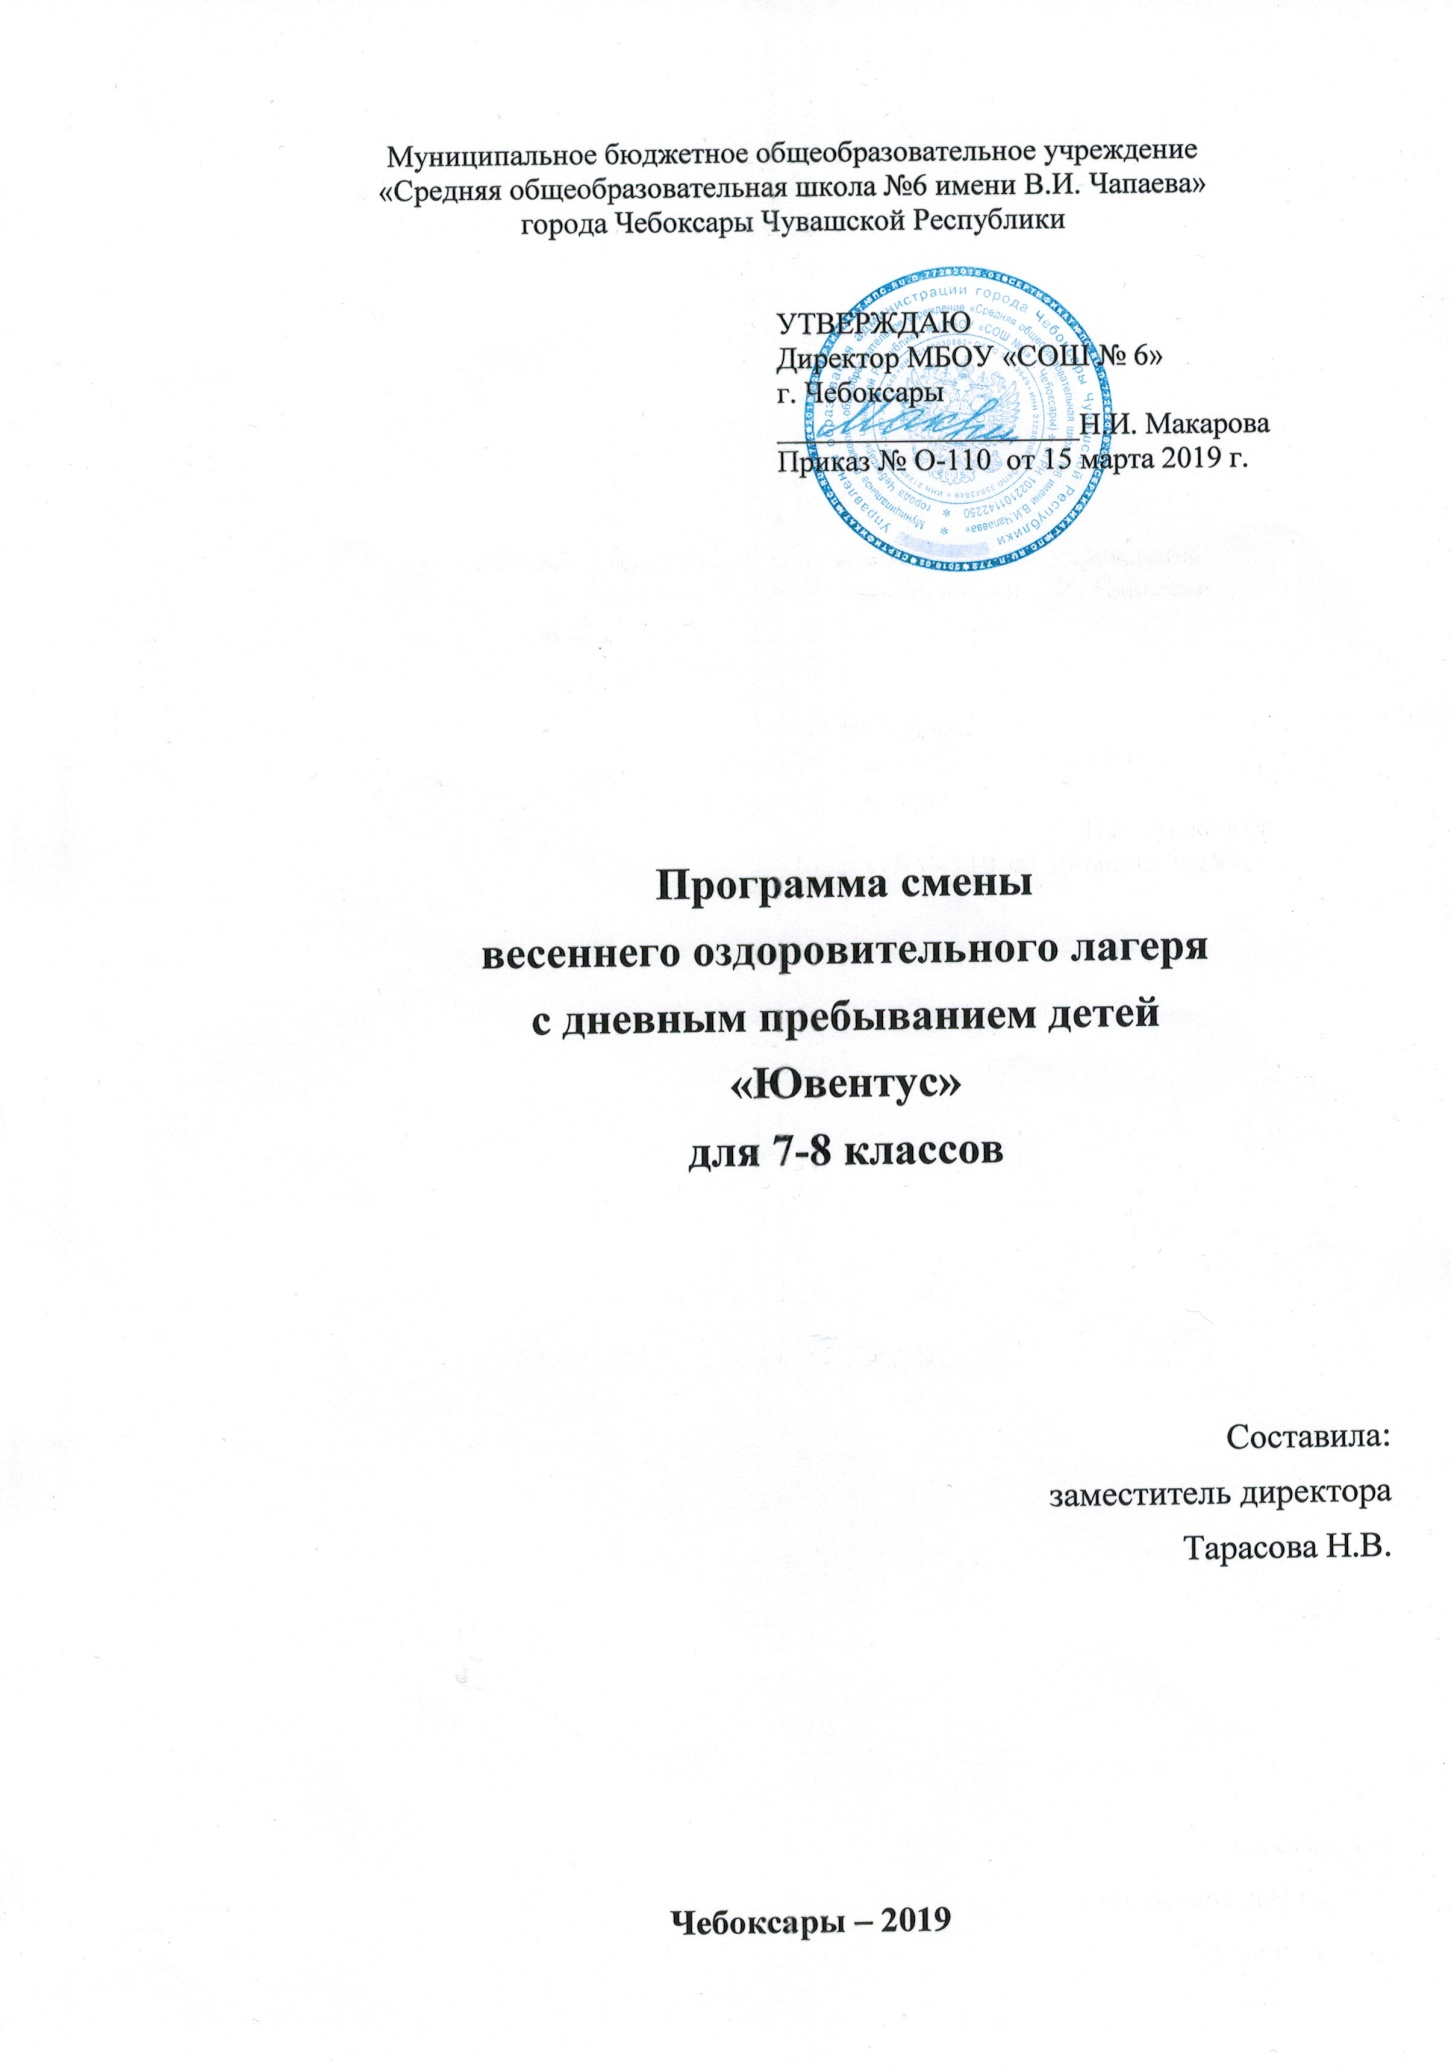 Муниципальное бюджетное общеобразовательное учреждение
«Средняя общеобразовательная школа №6 имени В.И. Чапаева»
города Чебоксары Чувашской Республики
УТВЕРЖДАЮ
Директор МБОУ «СОШ № 6»
г. Чебоксары
____________________Н.И. Макарова
Приказ № О-110 от 15 марта 2019 г.
Программа смены
весеннего оздоровительного лагеря
с дневным пребыванием детей
«Ювентус»
для 7-8 классов
Составила:
заместитель директора
Тарасова Н.В.
Чебоксары – 2019